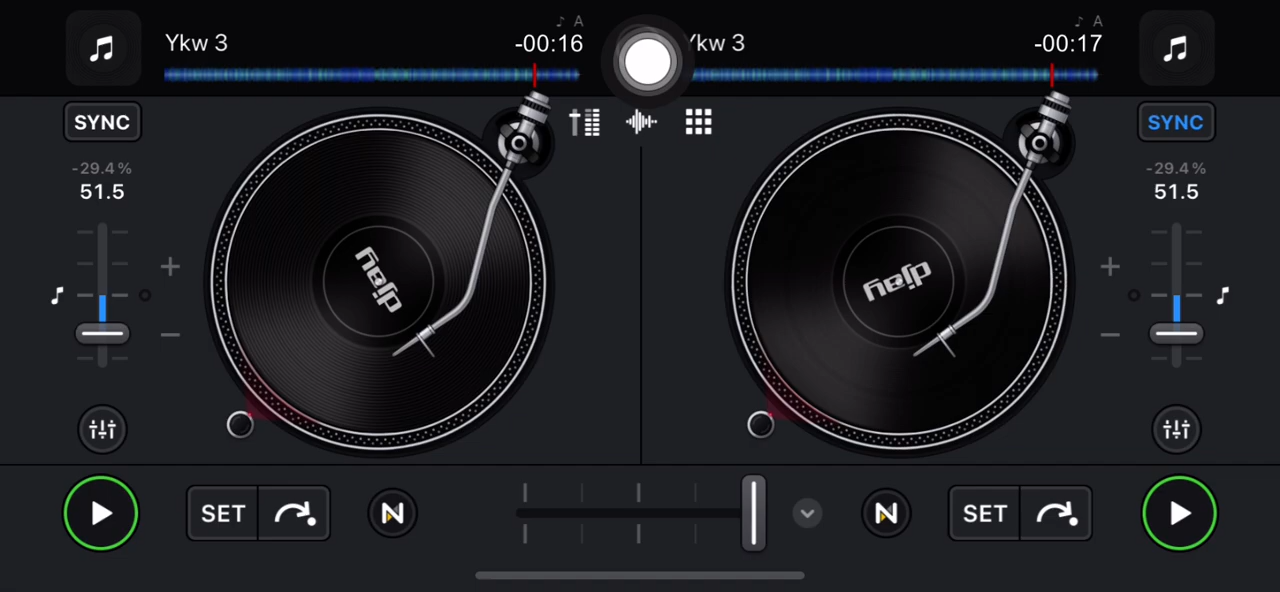 ♪ A
Ykw 3
-00:16
♪ A
Ykw 3
-00:17
SYNC
-29.4%
51.5
djay
djay
SYNC
-29.4%
51.5
SET
N
N
SET